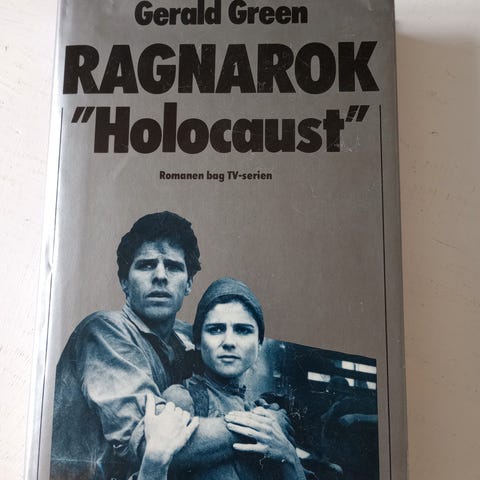 Gerald Green
RAGNAROK
"Holocaust"
Romanen bag TV-serien